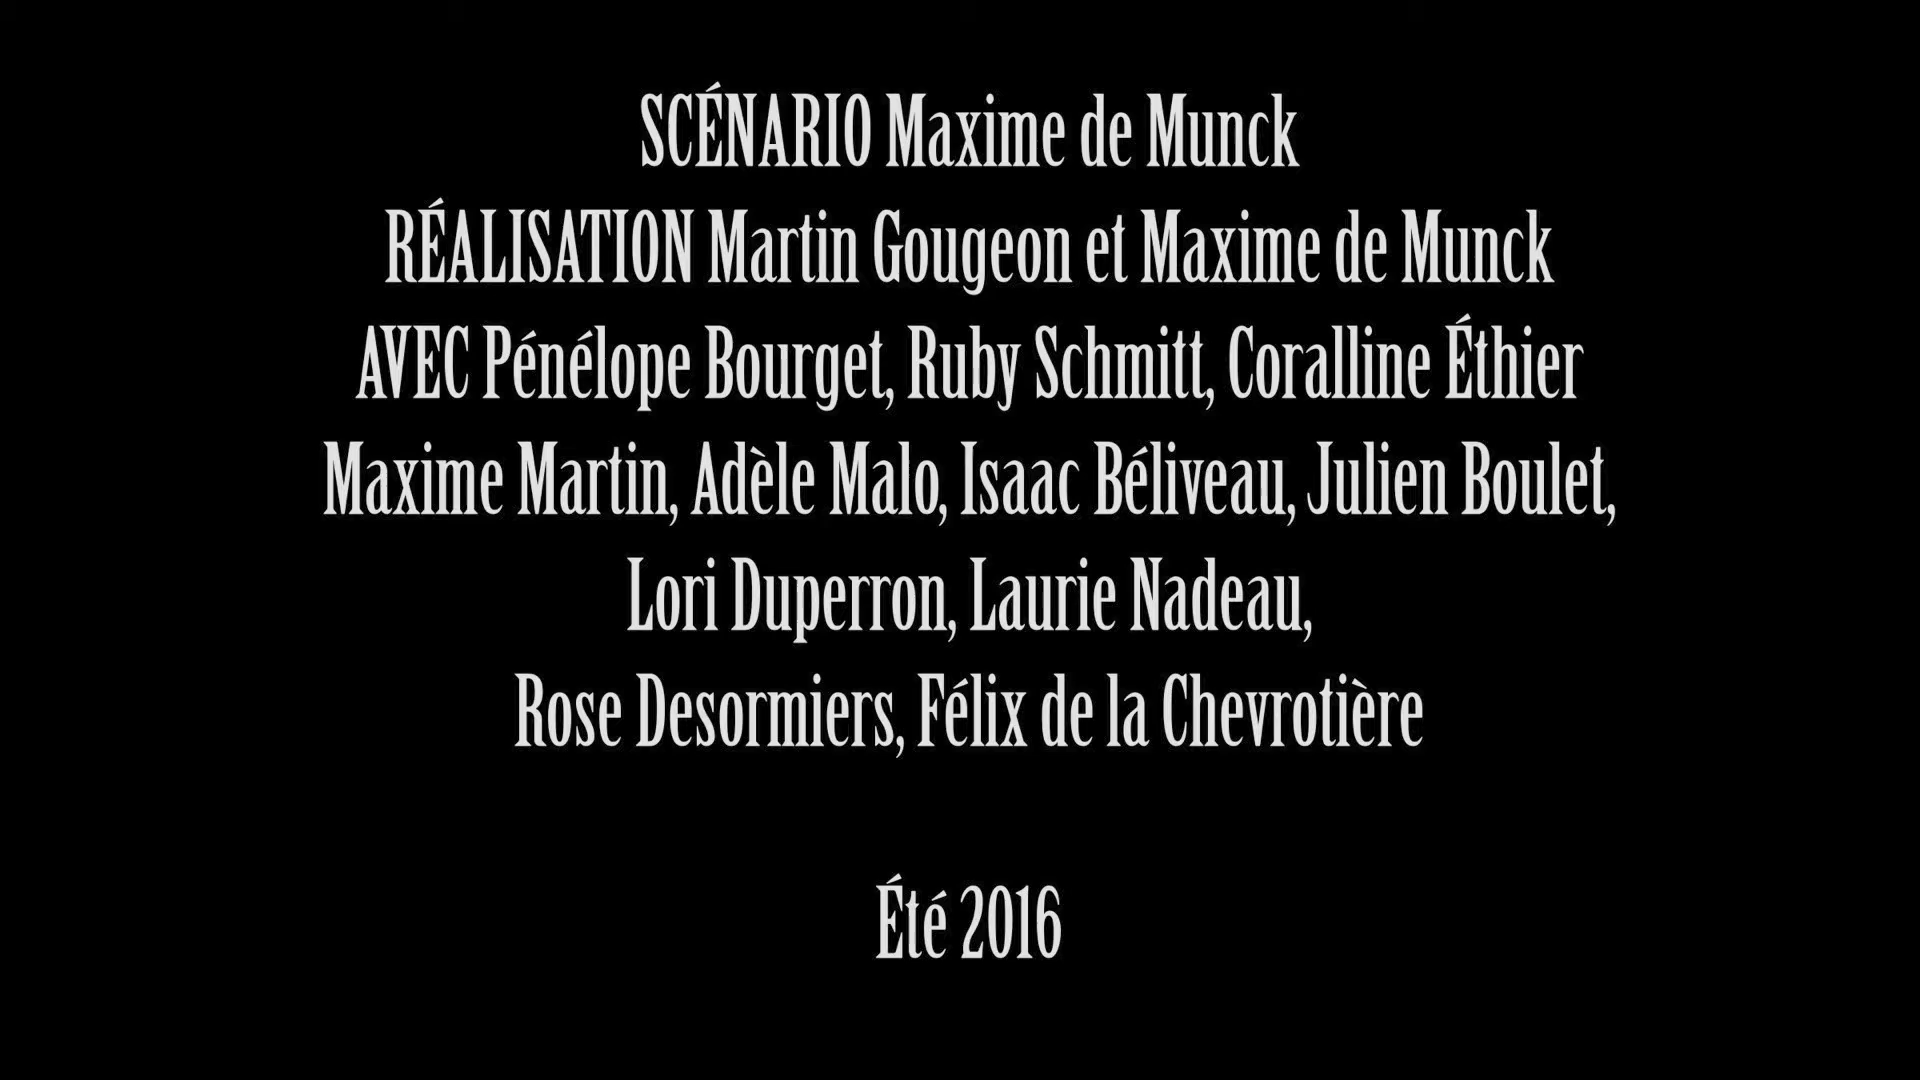 SCÉNARIO Maxime de Munck
RÉALISATION Martin Gougeon et Maxime de Munck
AVEC Pénélope Bourget, Ruby Schmitt, Coralline Éthier
Maxime Martin, Adèle Malo, Isaac Béliveau, Julien Boulet,
Lori Duperron, Laurie Nadeau,
Rose Desormiers, Félix de la Chevrotière
Été 2016